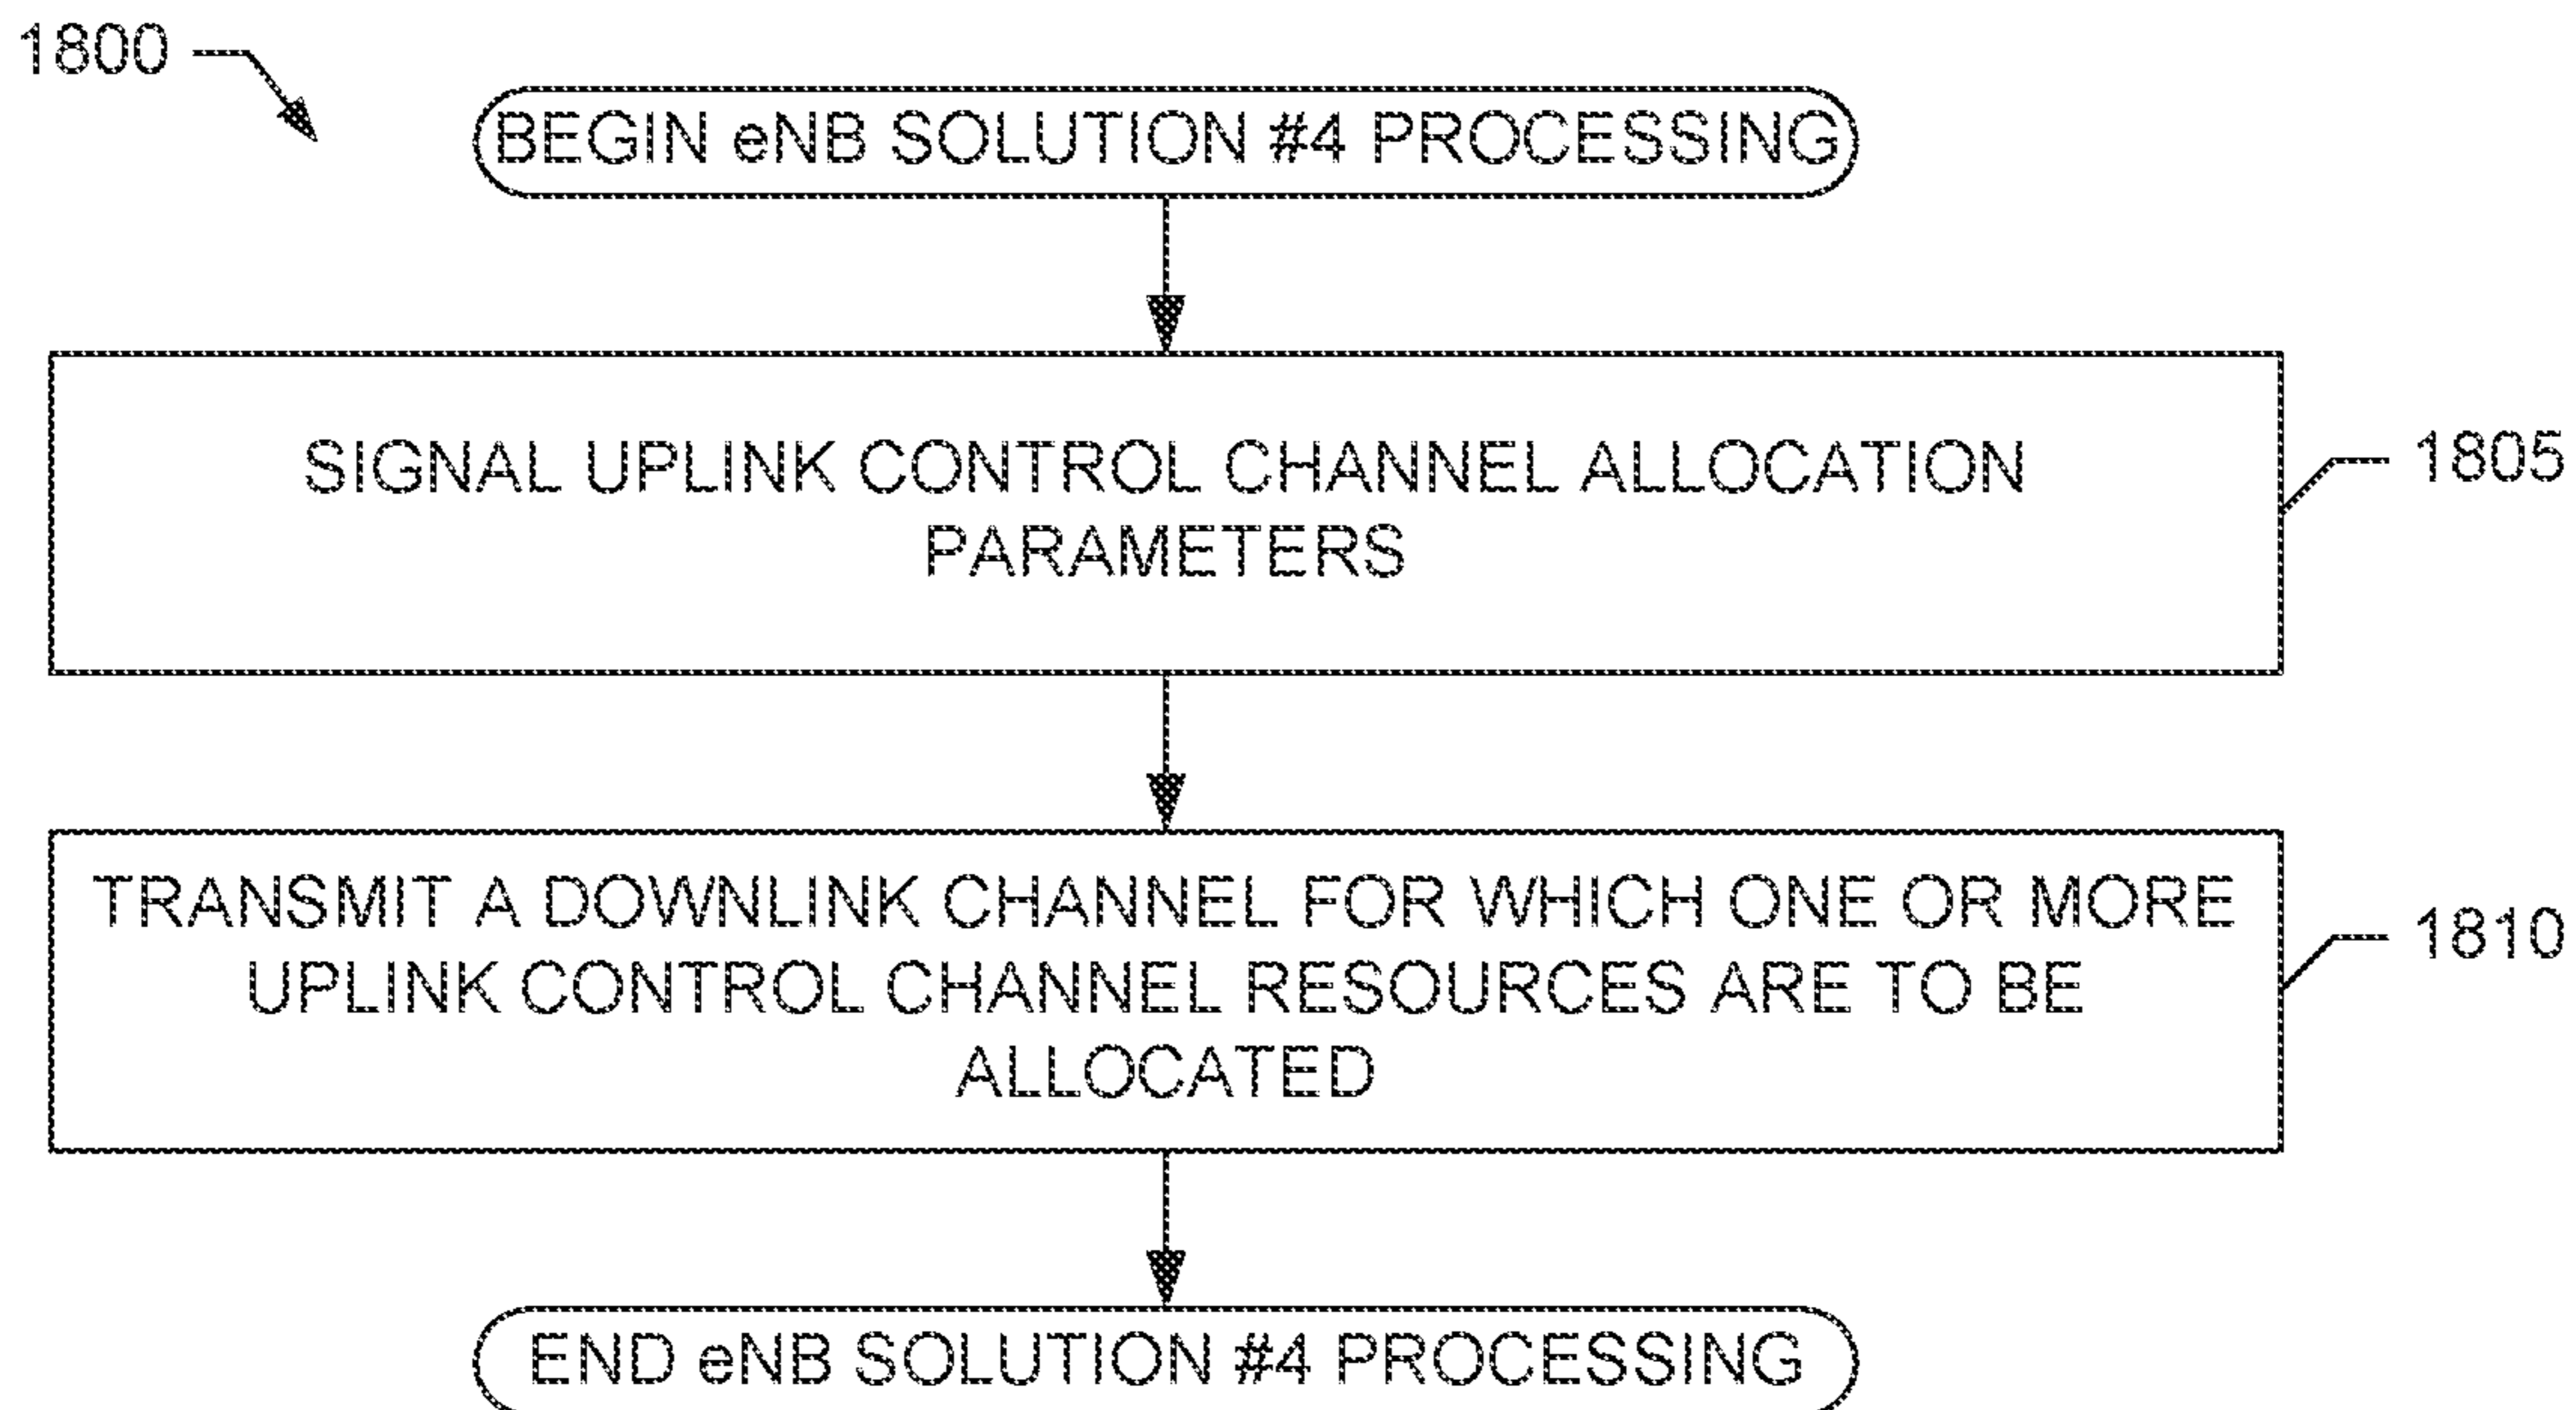 1800
BEGIN eNB SOLUTION #4 PROCESSING
SIGNAL UPLINK CONTROL CHANNEL ALLOCATION
PARAMETERS
1805
TRANSMIT A DOWNLINK CHANNEL FOR WHICH ONE OR MORE
UPLINK CONTROL CHANNEL RESOURCES ARE TO BE
ALLOCATED
1810
END eNB SOLUTION #4 PROCESSING